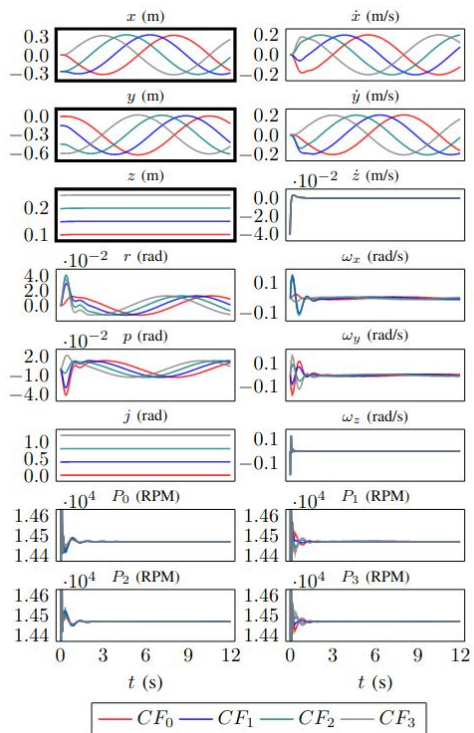 x (m) ẋ (m/s)
0.3 0.2
0.0 0.0
−0.3 −0.2
y (m) ẏ (m/s)
0.0 0.2
−0.3 0.0
−0.6 −0.2
z (m) ż (m/s)
·10⁻²
0.2 0.0
−2.0
0.1 −4.0
r (rad) ωx (rad/s)
·10⁻²
4.0 0.1
2.0
0.0 −0.1
p (rad) ωy (rad/s)
·10⁻²
2.0 0.1
−1.0
−4.0 −0.1
j (rad) ωz (rad/s)
1.0 0.1
0.5
0.0 −0.1
P0 (RPM) P1 (RPM)
·10⁴ ·10⁴
1.46 1.46
1.45 1.45
1.44 1.44
P2 (RPM) P3 (RPM)
·10⁴ ·10⁴
1.46 1.46
1.45 1.45
1.44 1.44
0 3 6 9 12 0 3 6 9 12
t (s) t (s)
CF0 CF1 CF2 CF3